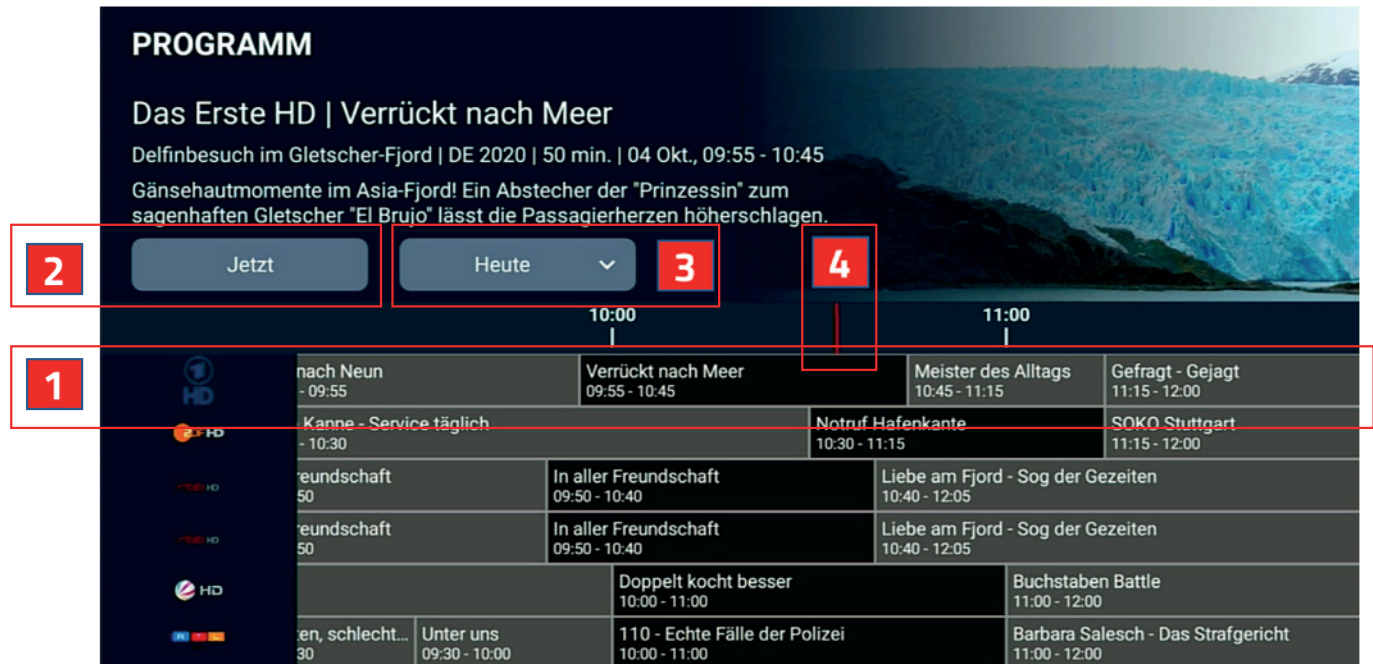 PROGRAMM
Das Erste HD | Verrückt nach Meer
Delfinbesuch im Gletscher-Fjord | DE 2020 | 50 min. | 04 Okt., 09:55 - 10:45
Gänsehautmomente im Asia-Fjord! Ein Abstecher der "Prinzessin" zum
sagenhaften Gletscher "El Brujo" lässt die Passagierherzen höherschlagen.
2 Jetzt Heute 3 4
10:00 11:00
1
1 HD
nach Neun Verrückt nach Meer Meister des Alltags Gefragt - Gejagt
- 09:55 09:55 - 10:45 10:45 - 11:15 11:15 - 12:00
ZDF HD
Kanne - Service täglich Notruf Hafenkante SOKO Stuttgart
- 10:30 10:30 - 11:15 11:15 - 12:00
HD
reundschaft In aller Freundschaft Liebe am Fjord - Sog der Gezeiten
50 09:50 - 10:40 10:40 - 12:05
HD
reundschaft In aller Freundschaft Liebe am Fjord - Sog der Gezeiten
50 09:50 - 10:40 10:40 - 12:05
HD
Doppelt kocht besser Buchstaben Battle
10:00 - 11:00 11:00 - 12:00
RTL
ten, schlecht... Unter uns 110 - Echte Fälle der Polizei Barbara Salesch - Das Strafgericht
30 09:30 - 10:00 10:00 - 11:00 11:00 - 12:00